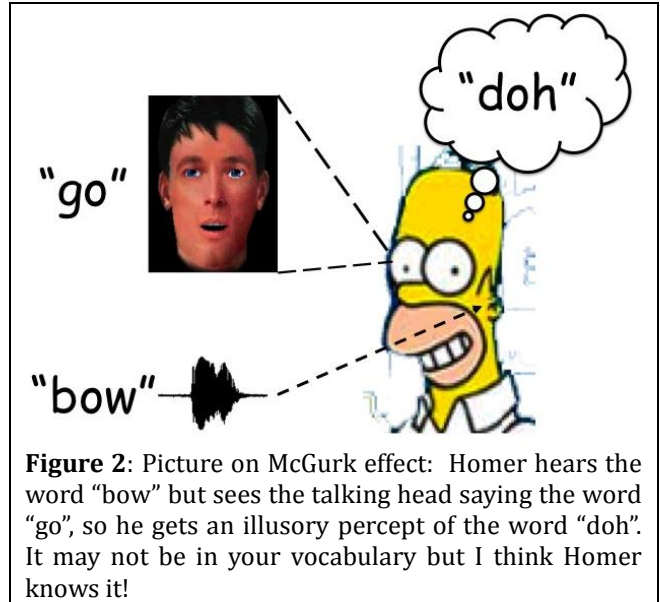 "doh"
"go"
"bow"
Figure 2: Picture on McGurk effect: Homer hears the
word “bow” but sees the talking head saying the word
“go”, so he gets an illusory percept of the word “doh”.
It may not be in your vocabulary but I think Homer
knows it!